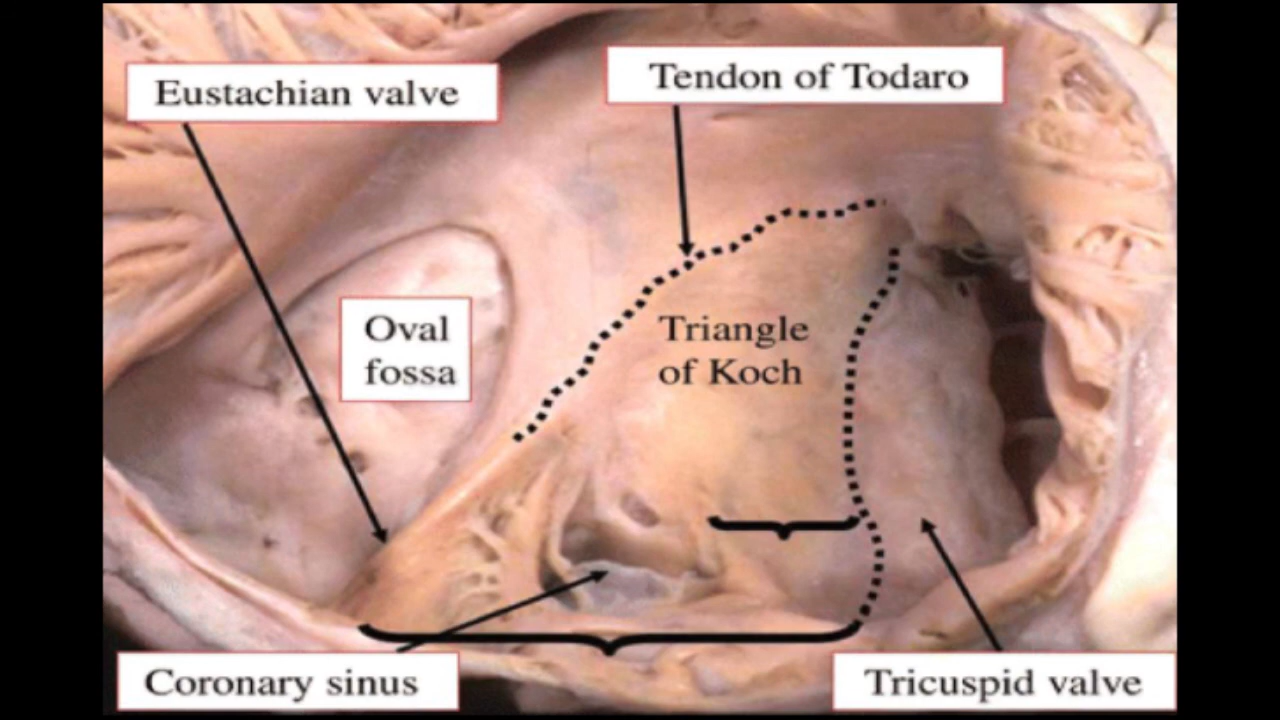 Eustachian valve
Tendon of Todaro
Oval
fossa
Triangle
of Koch
Coronary sinus
Tricuspid valve